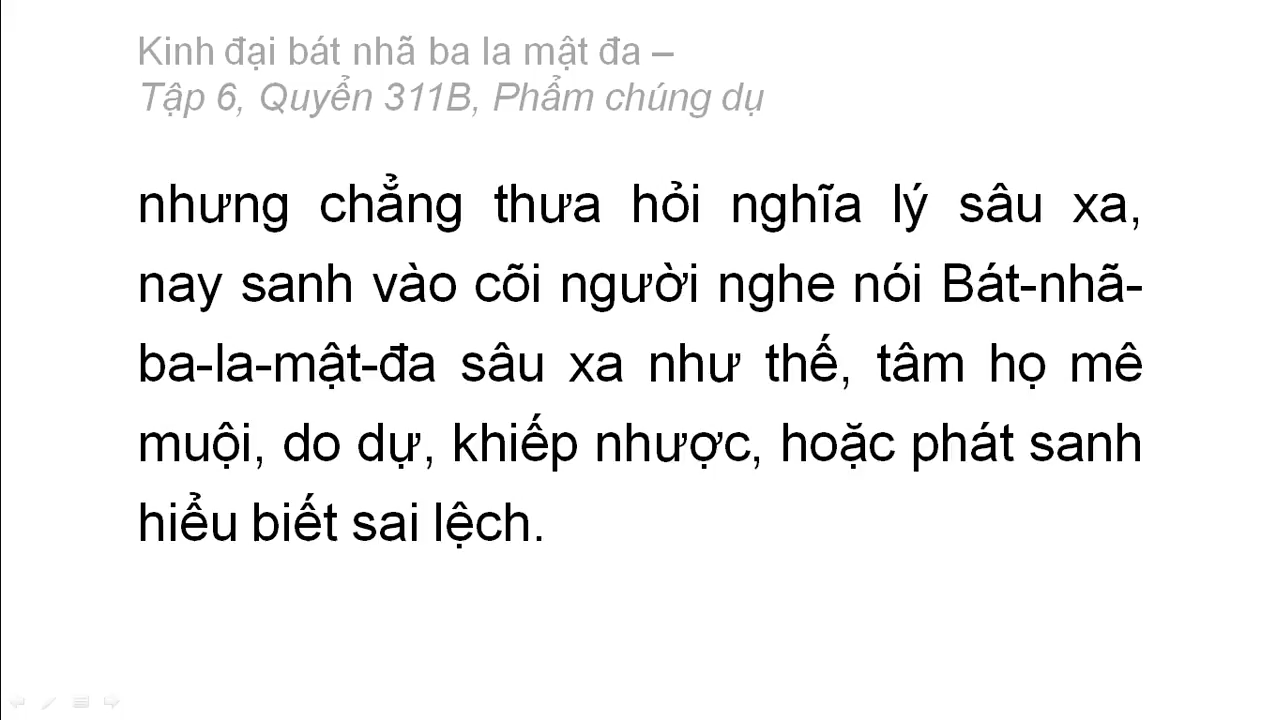 Kinh đại bát nhã ba la mật đa –
Tập 6, Quyển 311B, Phẩm chúng dụ
nhưng chẳng thưa hỏi nghĩa lý sâu xa,
nay sanh vào cõi người nghe nói Bát-nhã-
ba-la-mật-đa sâu xa như thế, tâm họ mê
muội, do dự, khiếp nhược, hoặc phát sanh
hiểu biết sai lệch.